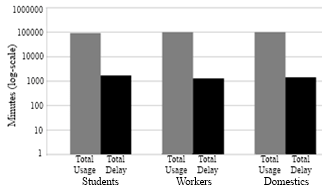 Minutes (log-scale)
1000000
100000
10000
1000
100
10
1
Total Total Total Total Total Total
Usage Delay Usage Delay Usage Delay
Students Workers Domestics